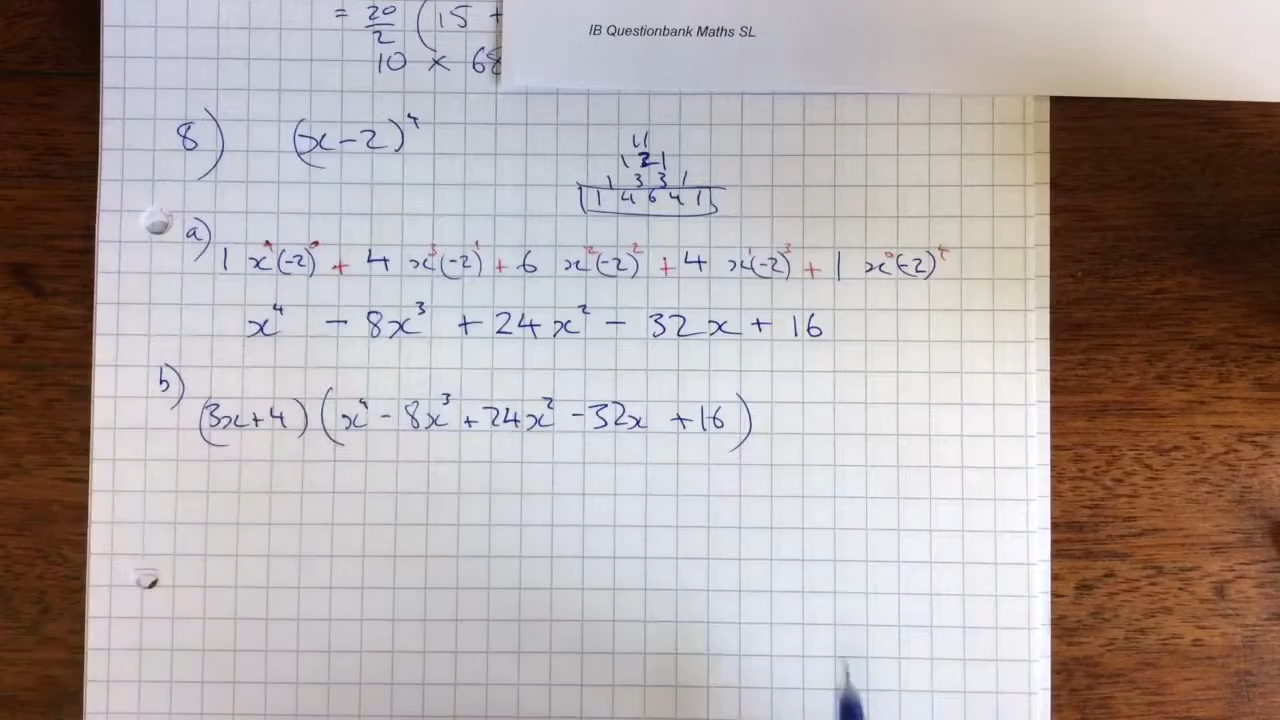 = 20/2 (15 +
IB Questionbank Maths SL
10 × 68
8) (x-2)⁴
1 1
1 2 1
1 3 3 1
1 4 6 4 1
a) 1 x⁴(-2)⁰ + 4 x³(-2)¹ + 6 x²(-2)² + 4 x¹(-2)³ + 1 x⁰(-2)⁴
x⁴ - 8x³ + 24x² - 32x + 16
b) (3x+4)(x⁴ - 8x³ + 24x² - 32x + 16)